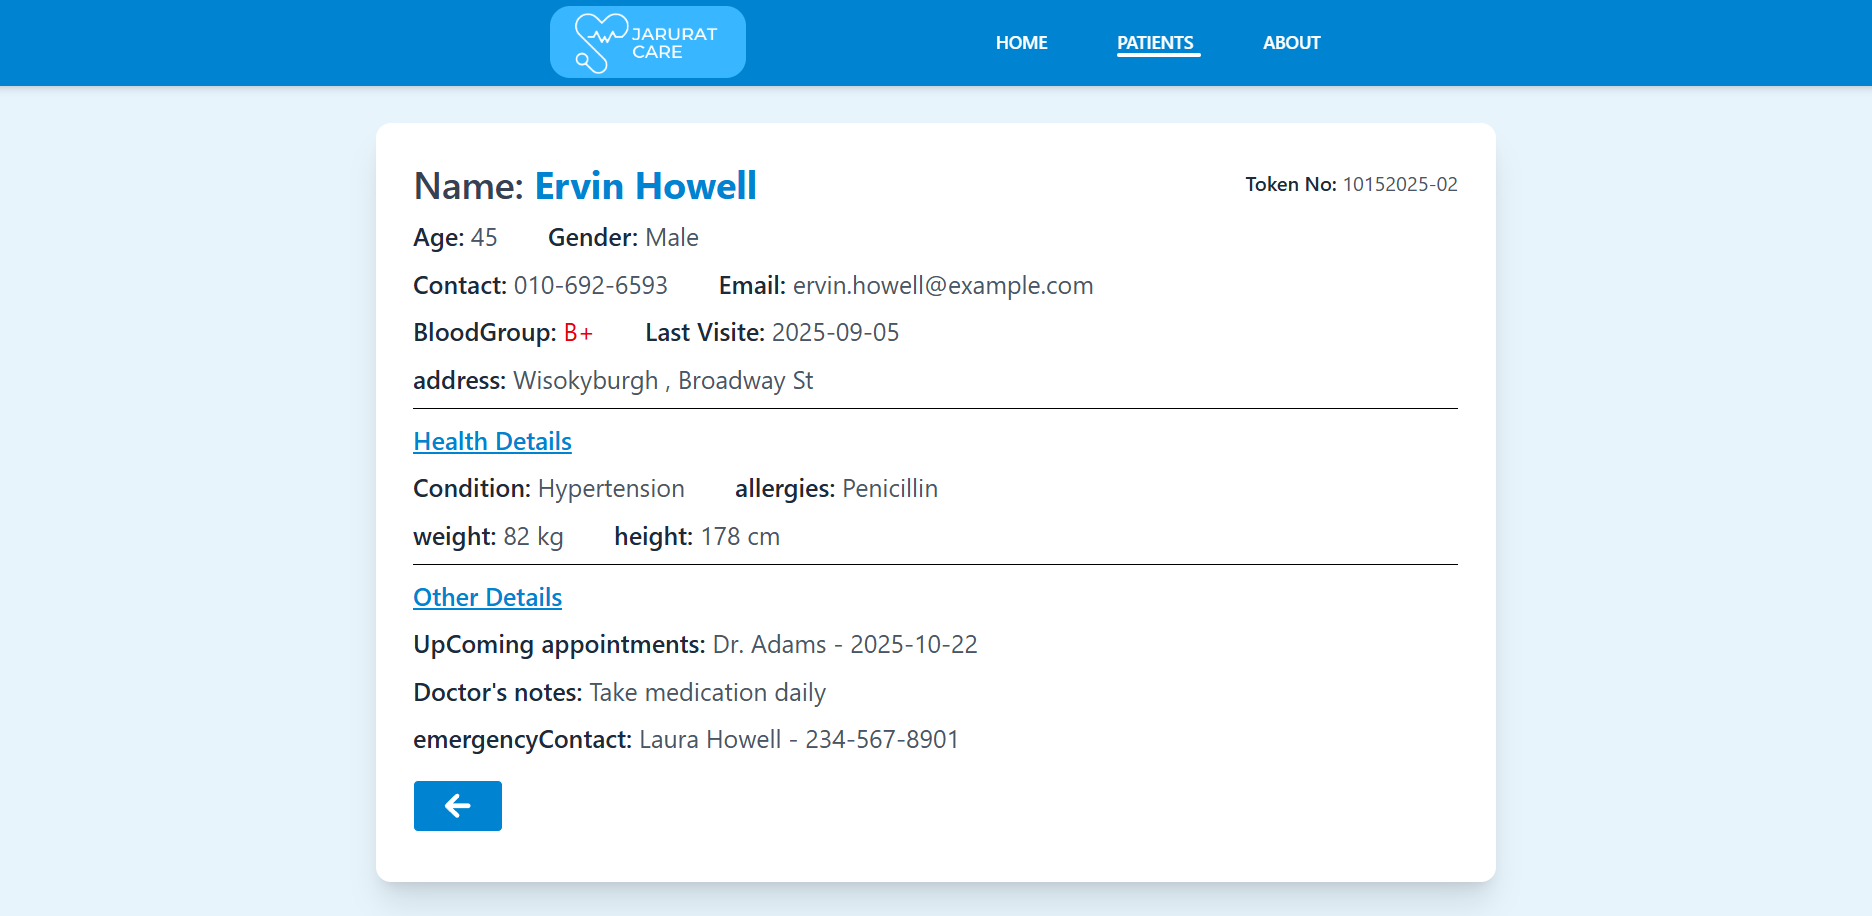 JARURAT
CARE
HOME PATIENTS ABOUT
Name: Ervin Howell Token No: 10152025-02
Age: 45 Gender: Male
Contact: 010-692-6593 Email: ervin.howell@example.com
BloodGroup: B+ Last Visite: 2025-09-05
address: Wisokyburgh , Broadway St
Health Details
Condition: Hypertension allergies: Penicillin
weight: 82 kg height: 178 cm
Other Details
UpComing appointments: Dr. Adams - 2025-10-22
Doctor's notes: Take medication daily
emergencyContact: Laura Howell - 234-567-8901